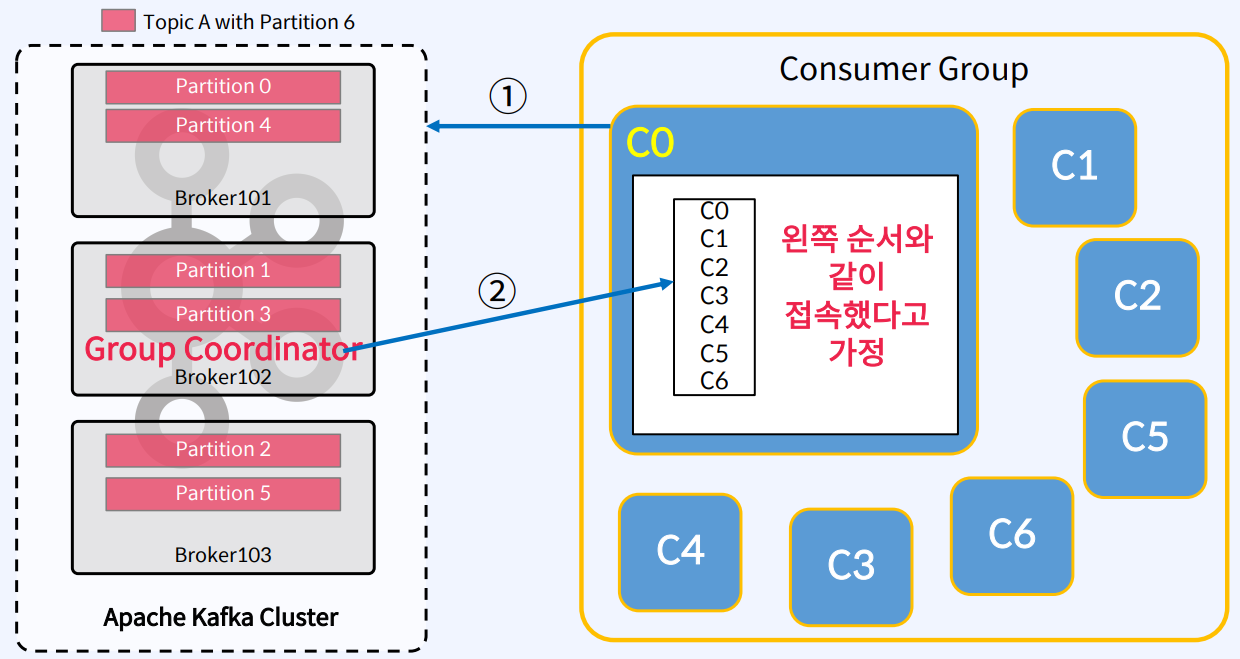 Topic A with Partition 6
Partition 0
Partition 4
Broker101
Partition 1
Partition 3
Group Coordinator
Broker102
Partition 2
Partition 5
Broker103
Apache Kafka Cluster
①
②
Consumer Group
C0
C0
C1
C2
C3
C4
C5
C6
왼쪽 순서와
같이
접속했다고
가정
C1
C2
C5
C6
C3
C4